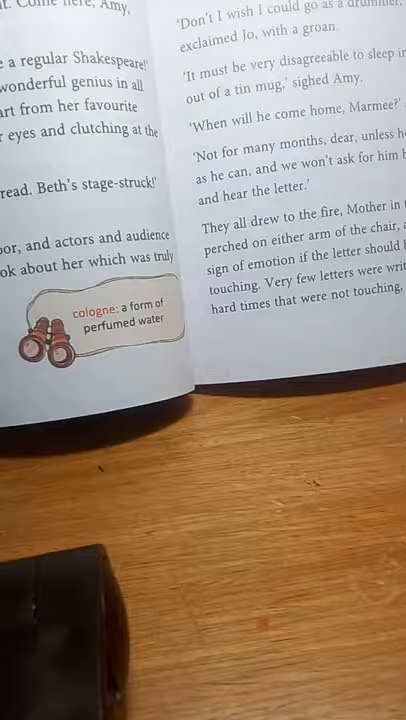 Come here, Amy,
e a regular Shakespeare!'
wonderful genius in all
art from her favourite
r eyes and clutching at the
read. Beth's stage-struck!'
oor, and actors and audience
ok about her which was truly
cologne: a form of
perfumed water
'Don't I wish I could go as a drummer,
exclaimed Jo, with a groan.
'It must be very disagreeable to sleep in
out of a tin mug,' sighed Amy.
'When will he come home, Marmee?'
'Not for many months, dear, unless he
as he can, and we won't ask for him b
and hear the letter.'
They all drew to the fire, Mother in t
perched on either arm of the chair, a
sign of emotion if the letter should
touching. Very few letters were writ
hard times that were not touching,